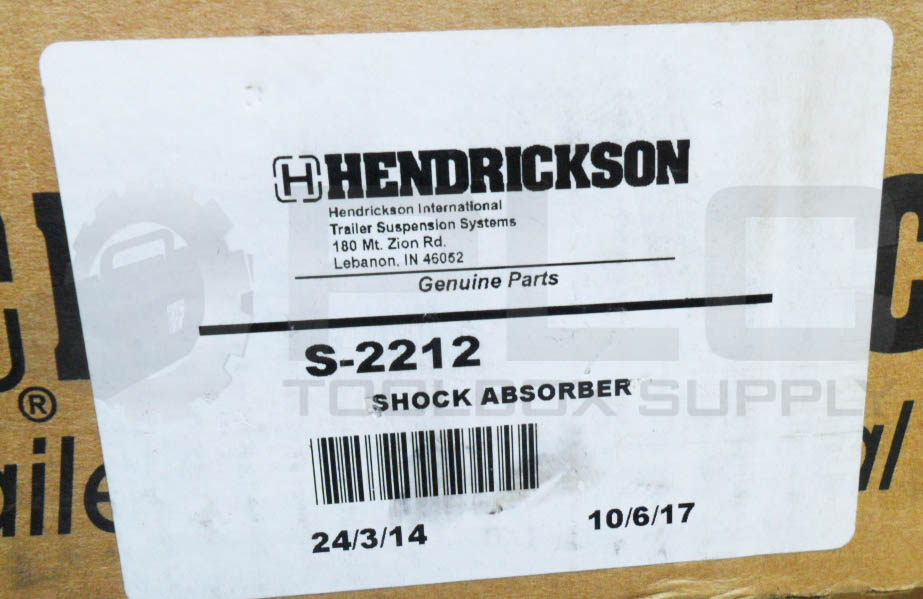 H HENDRICKSON
Hendrickson International
Trailer Suspension Systems
180 Mt. Zion Rd.
Lebanon, IN 46052
Genuine Parts
S-2212
SHOCK ABSORBER
24/3/14
10/6/17
PLC
TOOLBOX SUPPLY
®